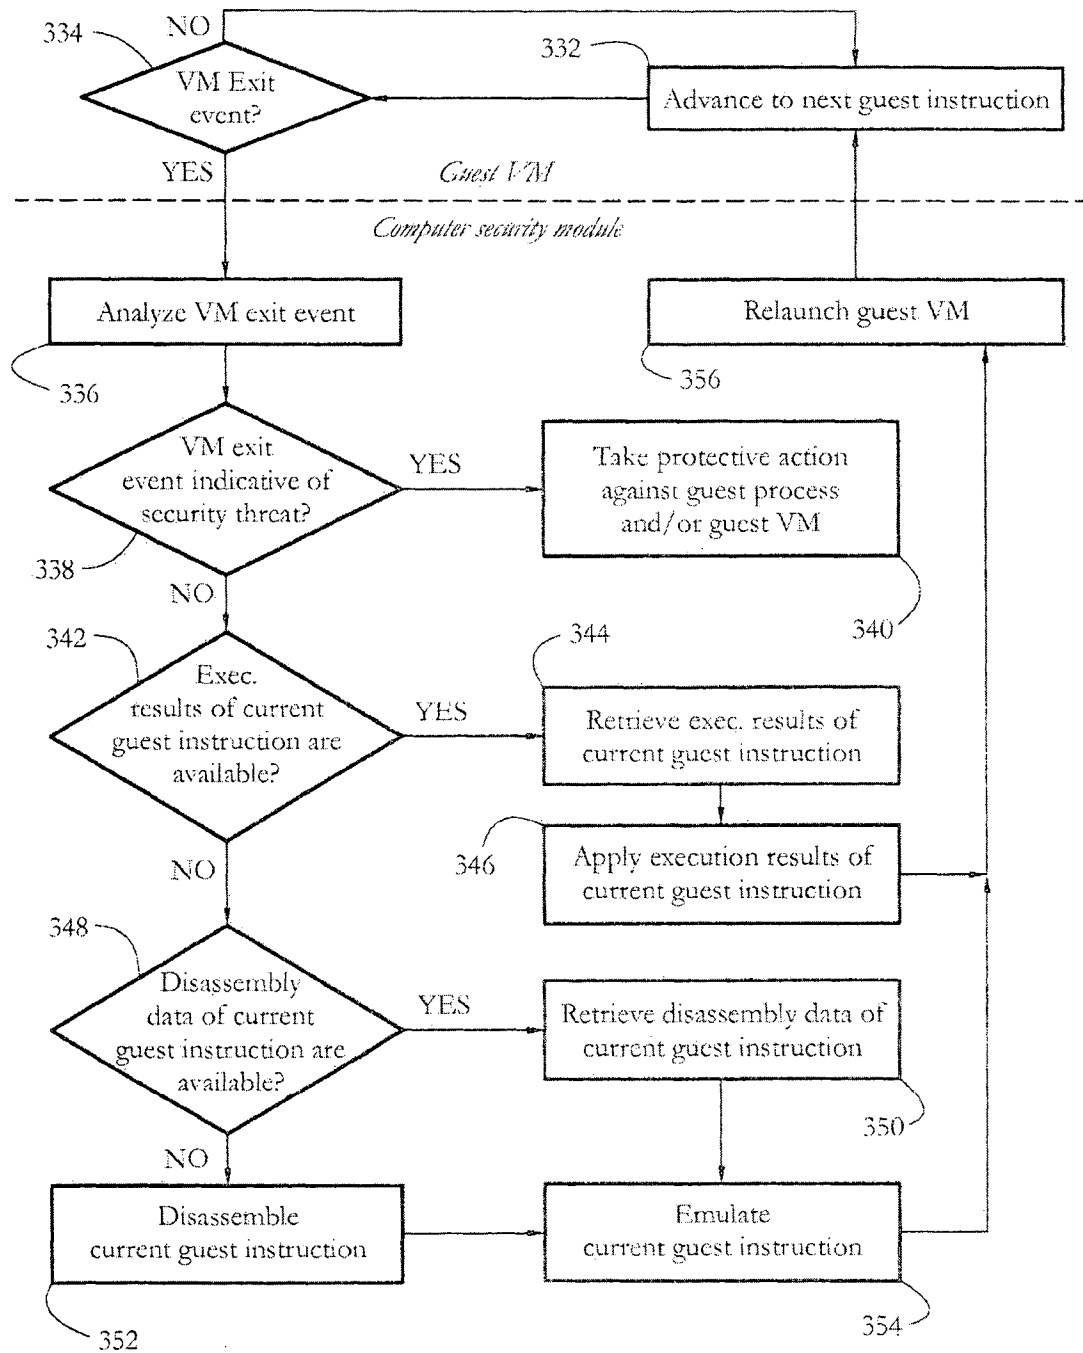 NO
334
332
VM Exit
event?
Advance to next guest instruction
YES
Guest VM
Computer security module
Analyze VM exit event
Relaunch guest VM
336
356
VM exit
event indicative of
security threat?
YES
Take protective action
against guest process
and/or guest VM
338
NO
340
342
344
Exec.
results of current
guest instruction are
available?
YES
Retrieve exec. results of
current guest instruction
346
Apply execution results of
current guest instruction
NO
348
Disassembly
data of current
guest instruction are
available?
YES
Retrieve disassembly data of
current guest instruction
350
NO
Disassemble
current guest instruction
Emulate
current guest instruction
352
354